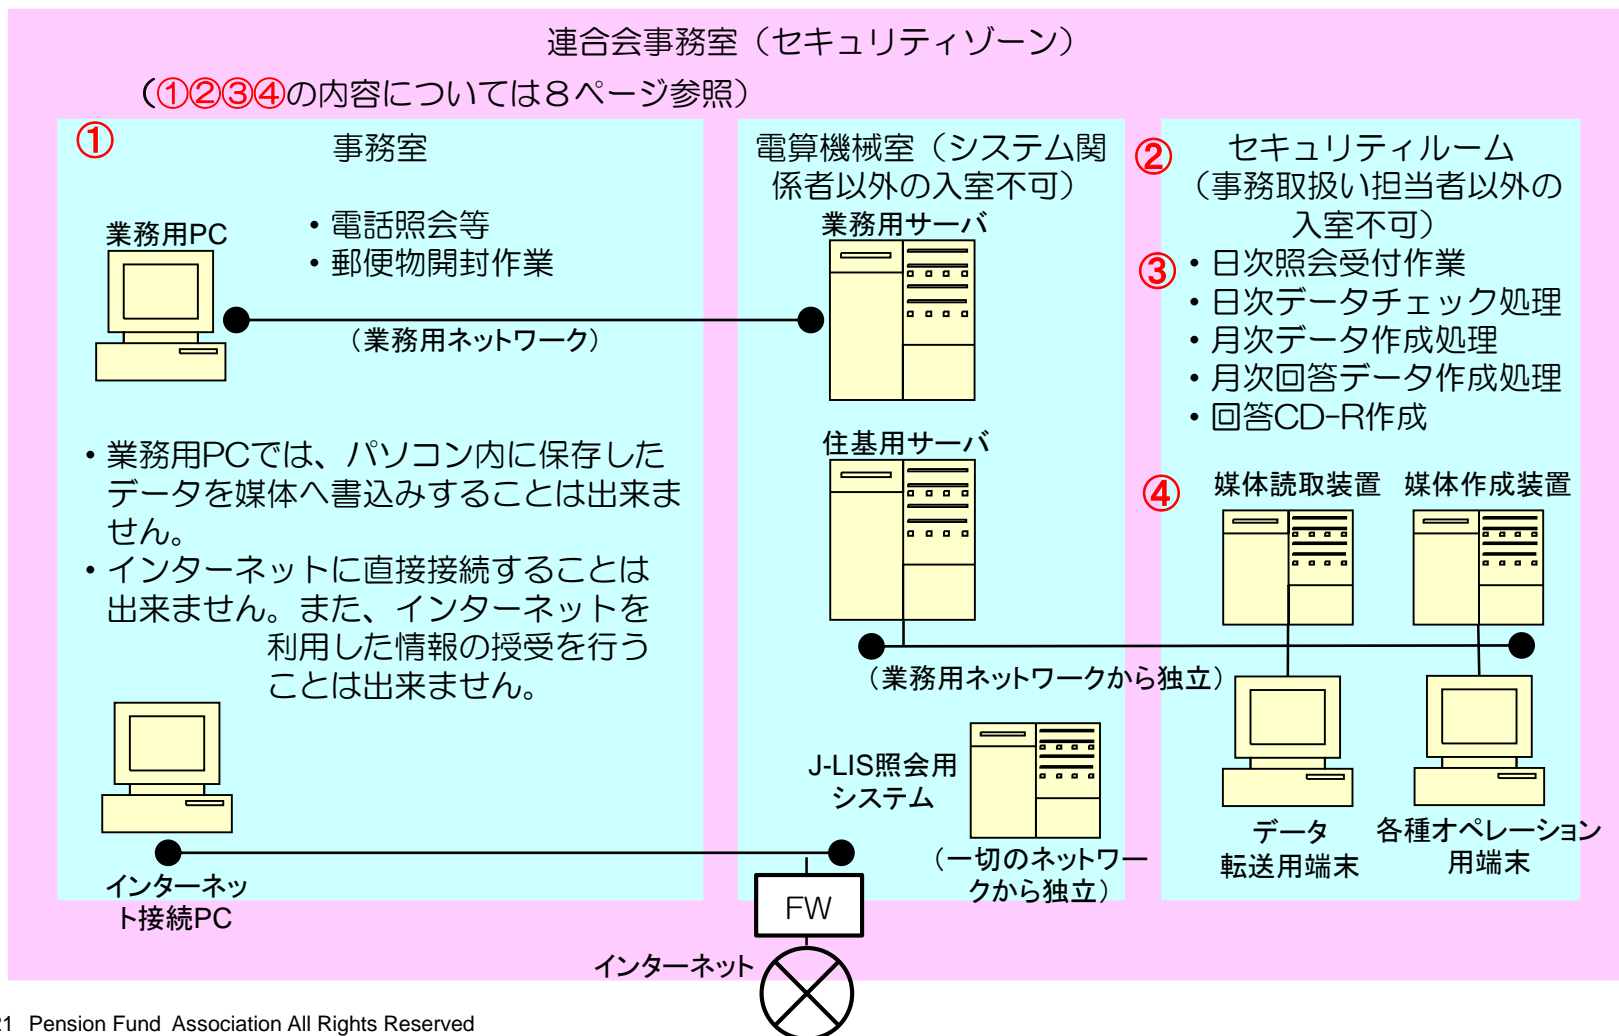 連合会事務室（セキュリティゾーン）
（①②③④の内容については８ページ参照）
①
事務室
業務用PC
・電話照会等
・郵便物開封作業
（業務用ネットワーク）
・業務用PCでは、パソコン内に保存した
データを媒体へ書込みすることは出来ま
せん。
・インターネットに直接接続することは
出来ません。また、インターネットを
利用した情報の授受を行う
ことは出来ません。
インターネッ
ト接続PC
電算機械室（システム関
係者以外の入室不可）
業務用サーバ
住基用サーバ
（業務用ネットワークから独立）
J-LIS照会用
システム
（一切のネットワー
クから独立）
FW
インターネット
②
セキュリティルーム
（事務取扱い担当者以外の
入室不可）
③
・日次照会受付作業
・日次データチェック処理
・月次データ作成処理
・月次回答データ作成処理
・回答CD-R作成
④
媒体読取装置
媒体作成装置
データ
転送用端末
各種オペレーション
用端末
21 Pension Fund Association All Rights Reserved